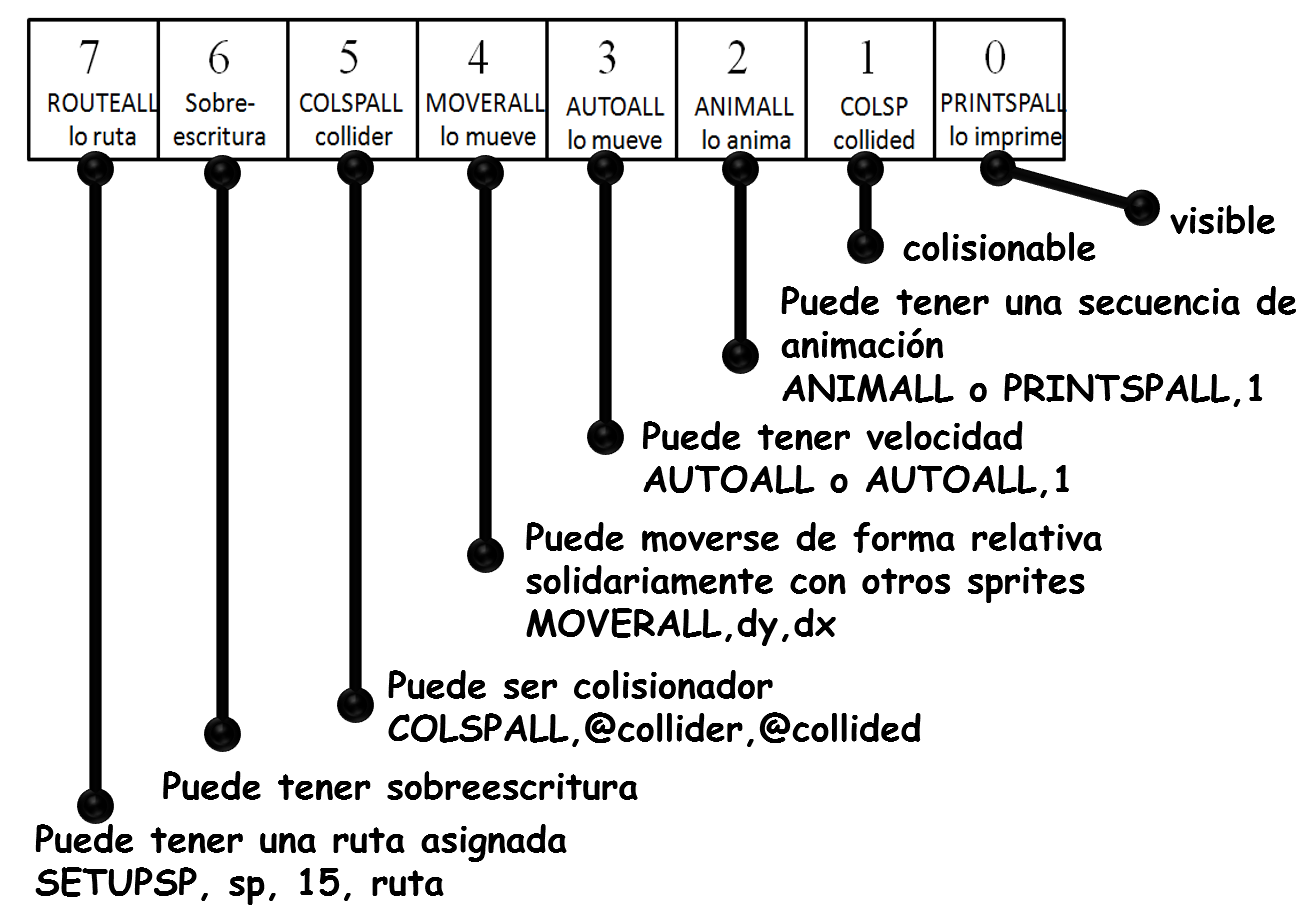 7 6 5 4 3 2 1 0
ROUTEALL Sobre- COLSPALL MOVERALL AUTOALL ANIMALL COLSP PRINTSPALL
lo ruta escritura collider lo mueve lo mueve lo anima collided lo imprime
visible
colisionable
Puede tener una secuencia de
animación
ANIMALL o PRINTSPALL,1
Puede tener velocidad
AUTOALL o AUTOALL,1
Puede moverse de forma relativa
solidariamente con otros sprites
MOVERALL,dy,dx
Puede ser colisionador
COLSPALL,@collider,@collided
Puede tener sobreescritura
Puede tener una ruta asignada
SETUPSP, sp, 15, ruta